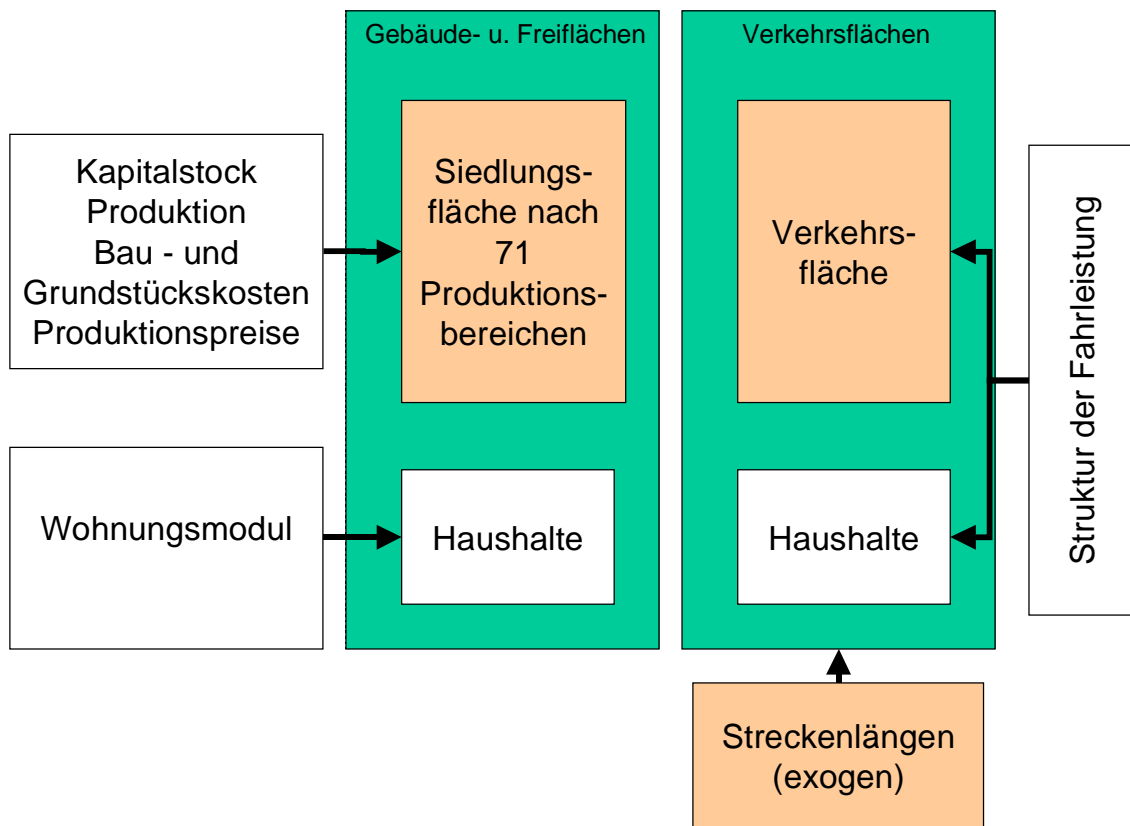 Gebäude- u. Freiflächen
Verkehrsflächen
Kapitalstock
Produktion
Bau - und
Grundstückskosten
Produktionspreise
Siedlungs-
fläche nach
71
Produktions-
bereichen
Verkehrs-
fläche
Struktur der Fahrleistung
Wohnungsmodul
Haushalte
Haushalte
Streckenlängen
(exogen)